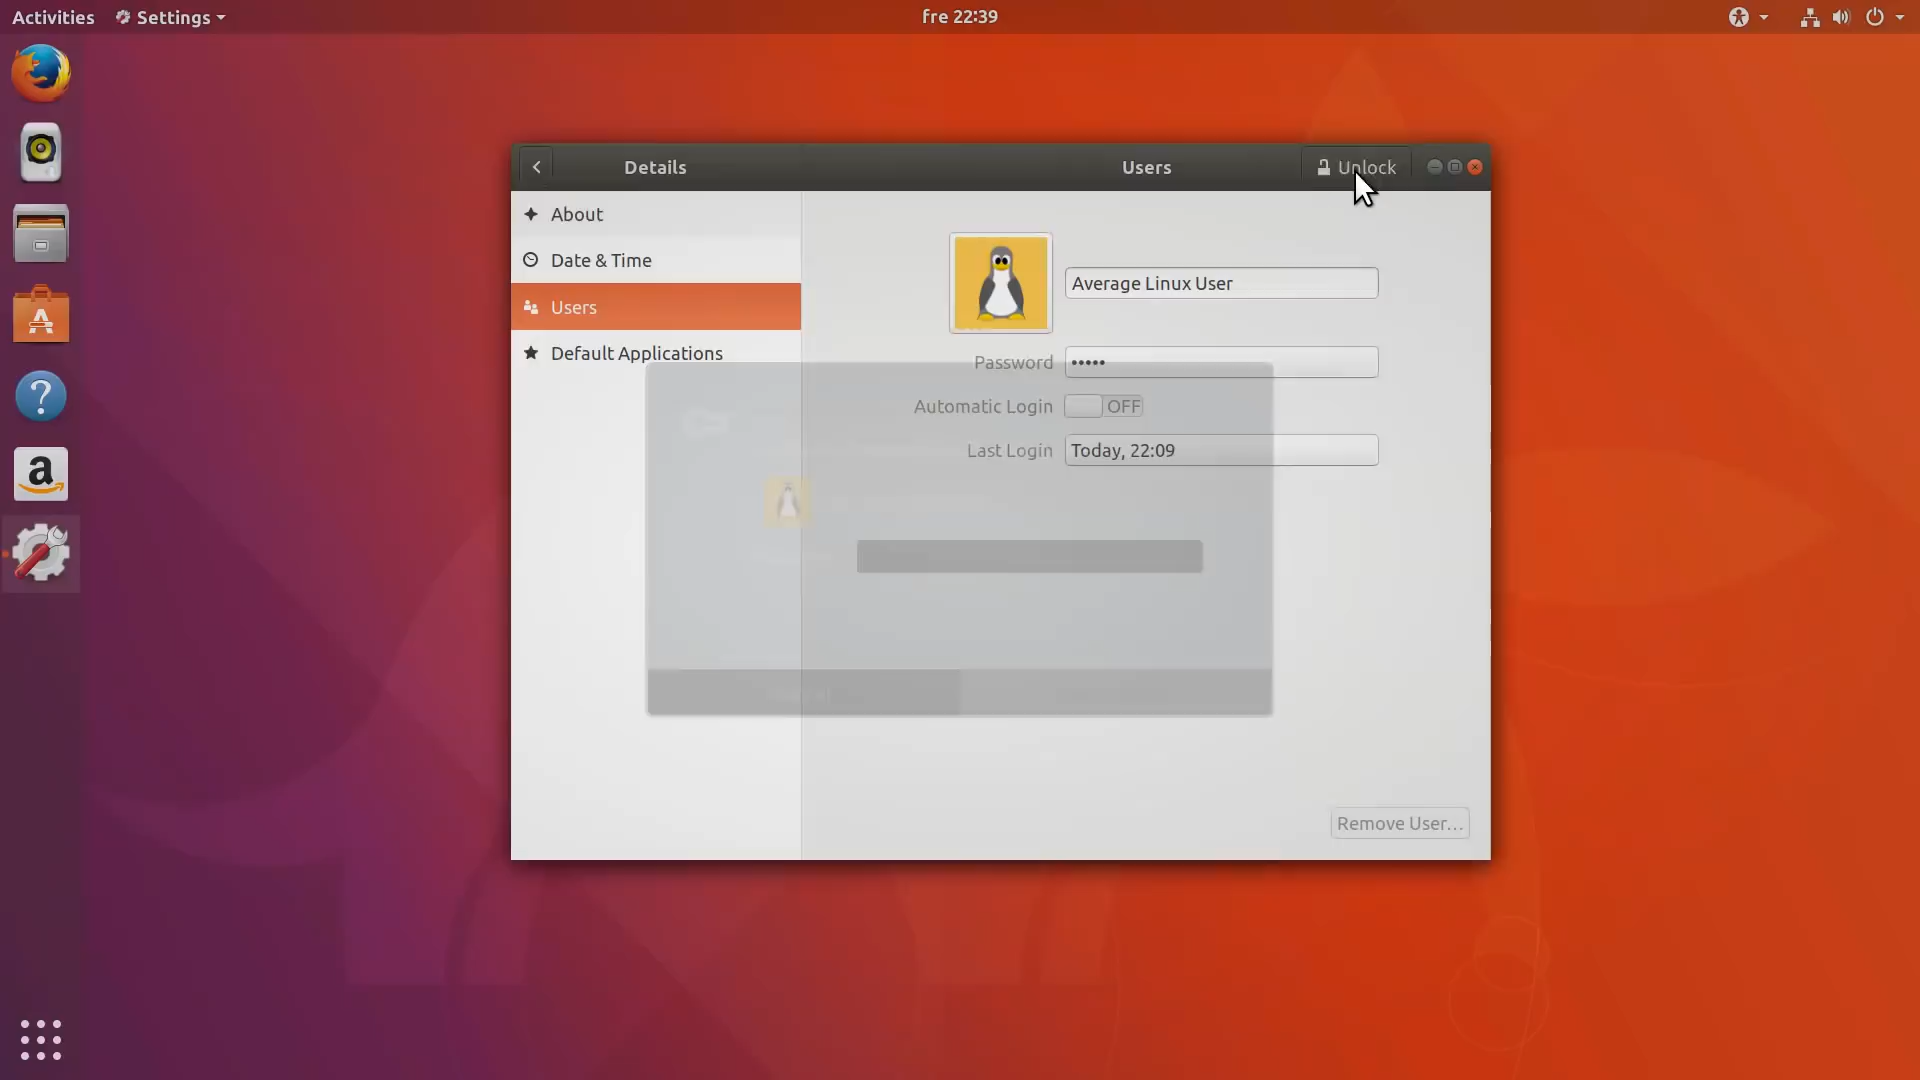 Activities Settings fre 22:39
Details Users Unlock
About
Date & Time
Users
Default Applications
Average Linux User
Password •••••
Automatic Login OFF
Last Login Today, 22:09
Remove User...